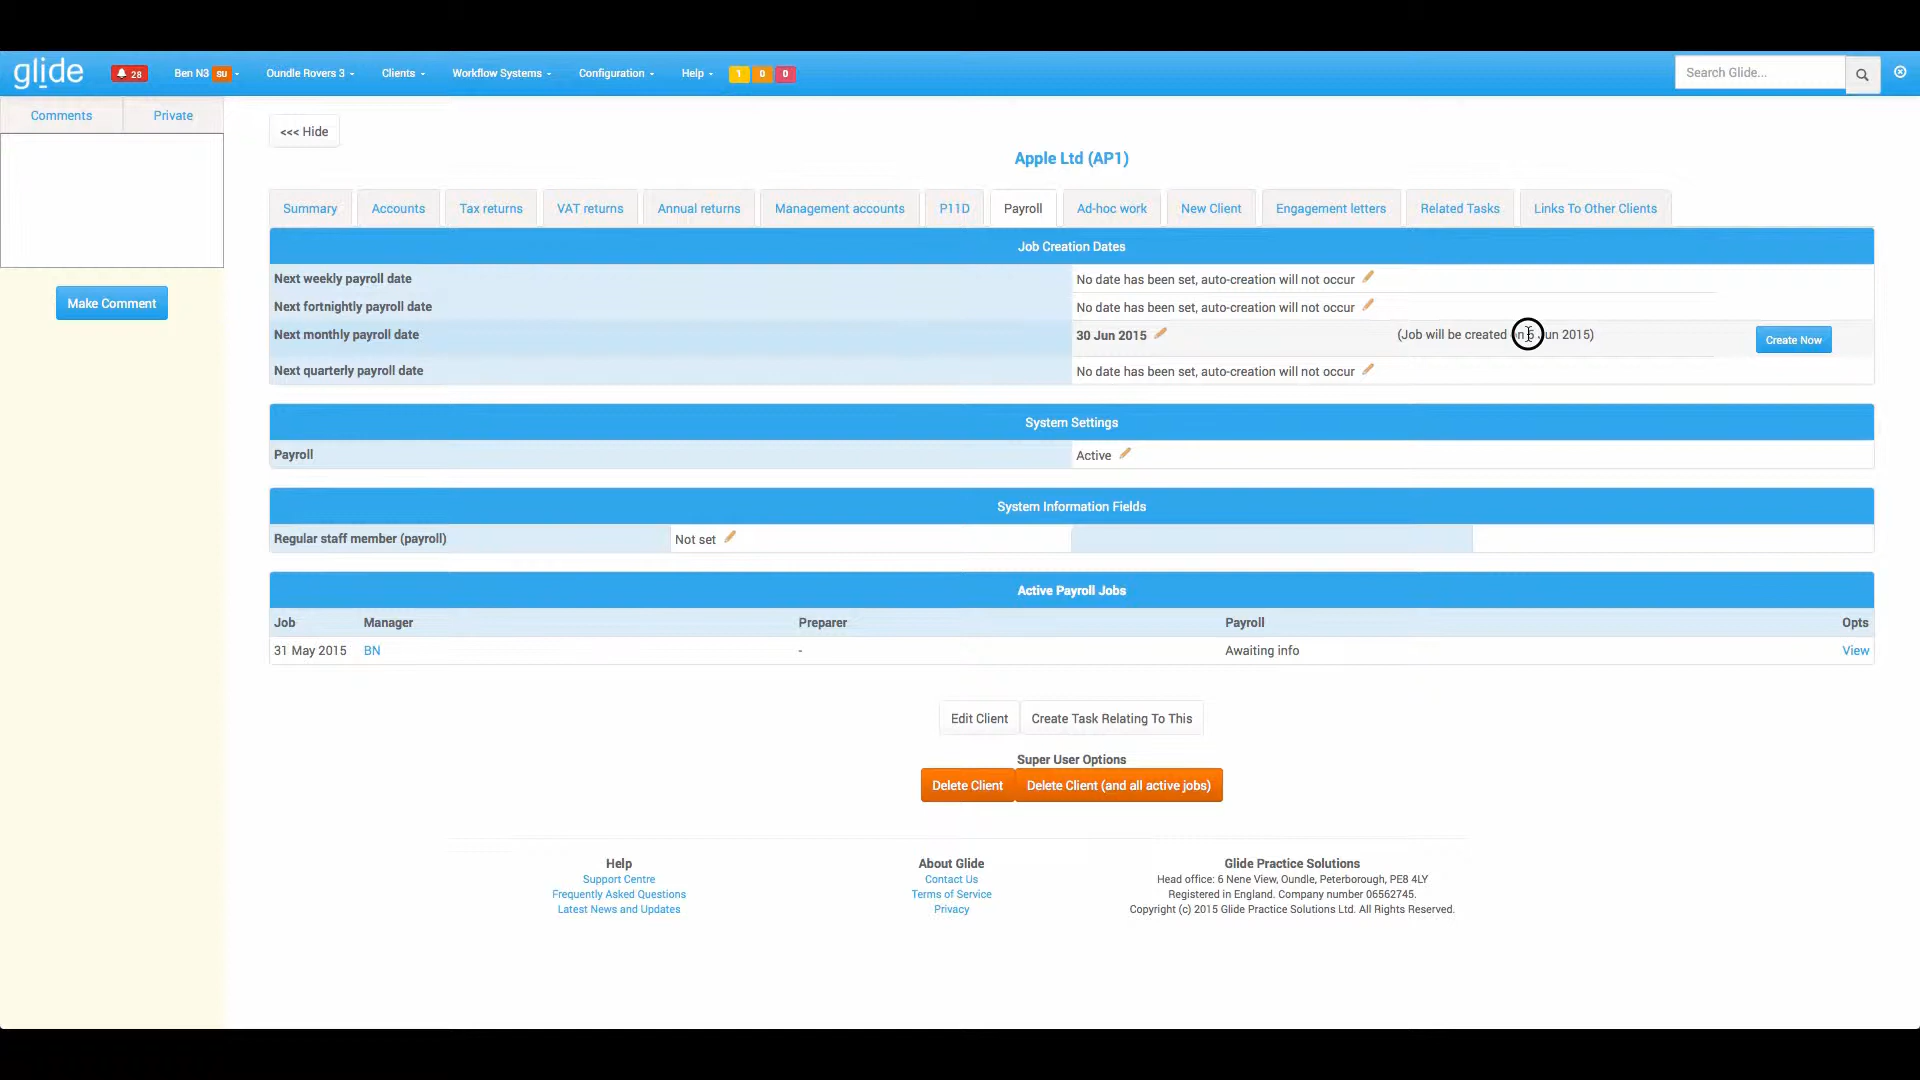 glide 28 Ben N3 su Oundle Rovers 3 Clients Workflow Systems Configuration Help 1 0 0 Search Glide...
Comments Private
<<< Hide
Make Comment
Apple Ltd (AP1)
Summary Accounts Tax returns VAT returns Annual returns Management accounts P11D Payroll Ad-hoc work New Client Engagement letters Related Tasks Links To Other Clients
Job Creation Dates
Next weekly payroll date No date has been set, auto-creation will not occur
Next fortnightly payroll date No date has been set, auto-creation will not occur
Next monthly payroll date 30 Jun 2015 (Job will be created on Jun 2015) Create Now
Next quarterly payroll date No date has been set, auto-creation will not occur
System Settings
Payroll Active
System Information Fields
Regular staff member (payroll) Not set
Active Payroll Jobs
Job Manager Preparer Payroll Opts
31 May 2015 BN - Awaiting info View
Edit Client Create Task Relating To This
Super User Options
Delete Client Delete Client (and all active jobs)
Help
Support Centre
Frequently Asked Questions
Latest News and Updates
About Glide
Contact Us
Terms of Service
Privacy
Glide Practice Solutions
Head office: 6 Nene View, Oundle, Peterborough, PE8 4LY
Registered in England. Company number 06562745.
Copyright (c) 2015 Glide Practice Solutions Ltd. All Rights Reserved.